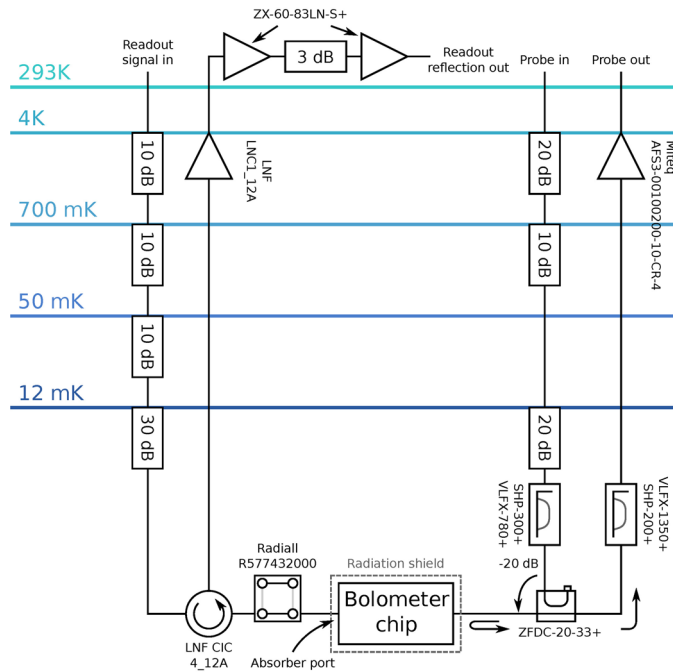 ZX-60-83LN-S+
Readout
signal in
3 dB
Readout
reflection out
Probe in
Probe out
293K
4K
10 dB
LNF
LNC1_12A
20 dB
Miteq
AFS3-00100200-10-CR-4
700 mK
10 dB
10 dB
50 mK
10 dB
12 mK
30 dB
20 dB
SHP-300+
VLFX-780+
VLFX-1350+
SHP-200+
Radiall
R577432000
Radiation shield
-20 dB
Bolometer
chip
ZFDC-20-33+
LNF CIC
4_12A
Absorber port